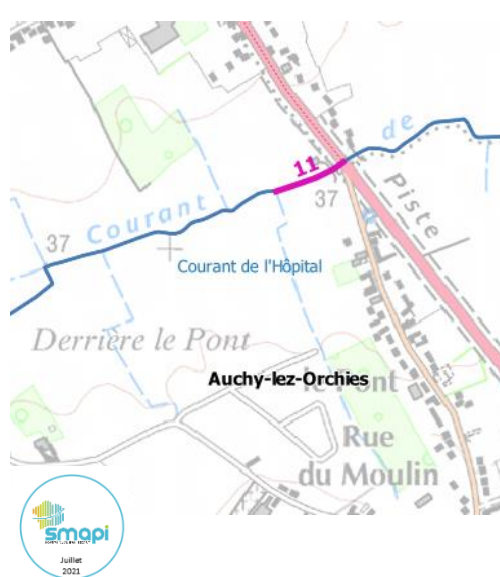 de
11
37
Piste
Courant
37
Courant de l'Hôpital
Derrière le Pont
Auchy-lez-Orchies
le Pont
Rue
du Moulin
smapi
Juillet
2021